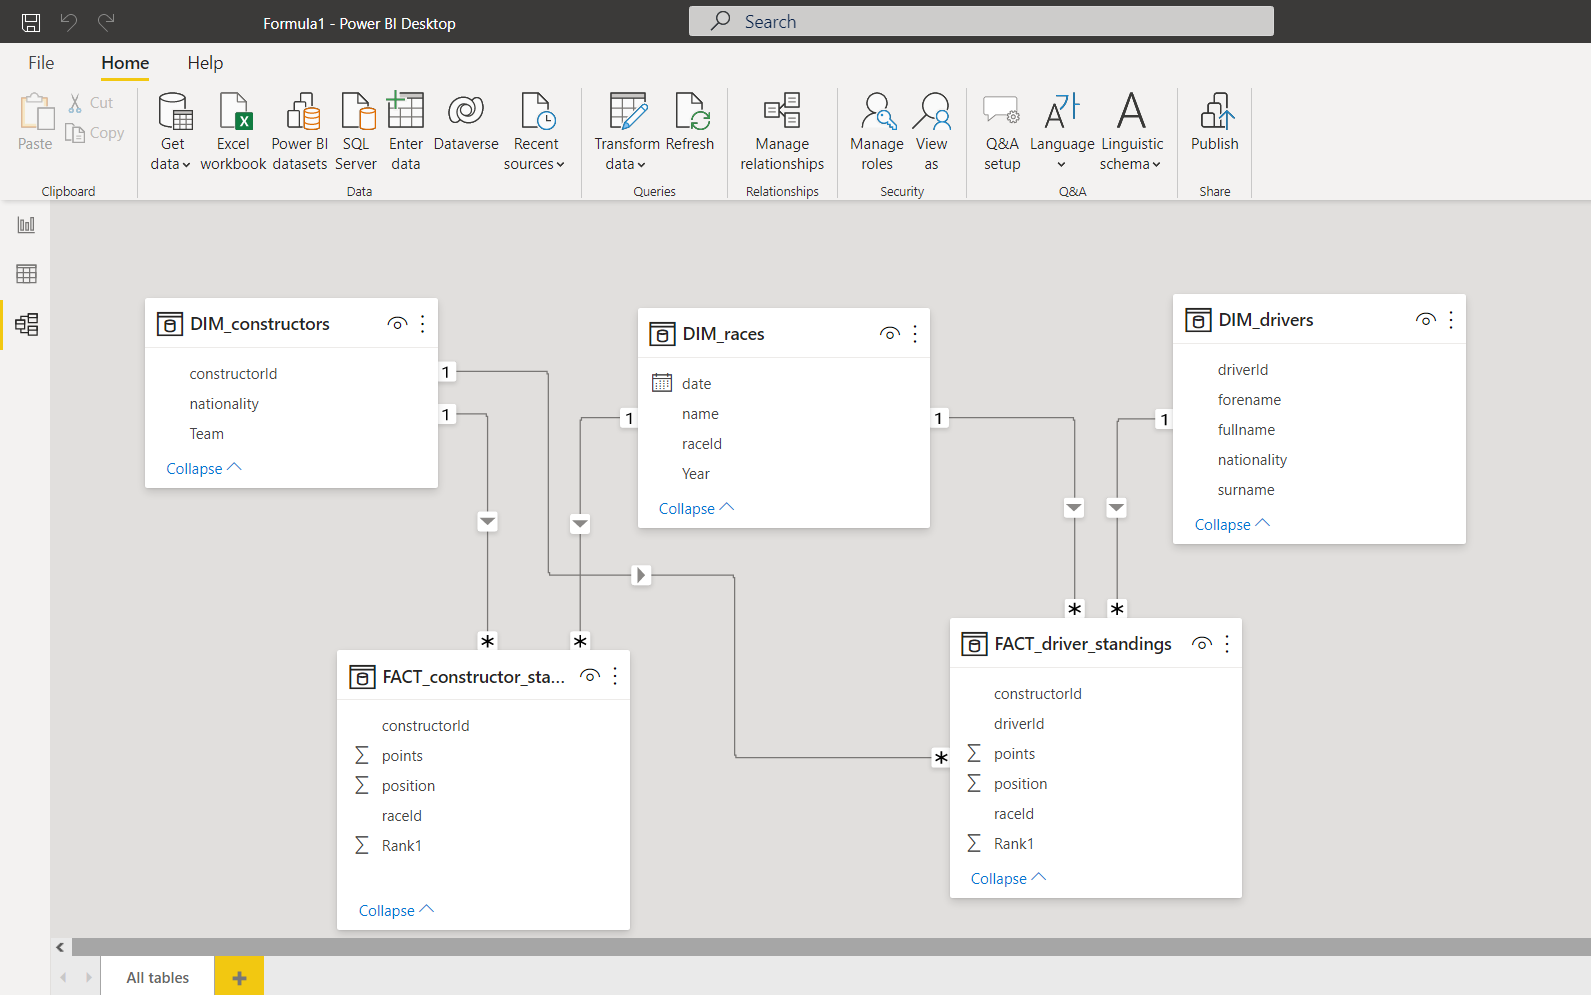 Formula1 - Power BI Desktop
Search
File Home Help
Paste
Cut
Copy
Clipboard
Get data
Excel workbook
Power BI datasets
SQL Server
Enter data
Dataverse
Recent sources
Data
Transform data
Refresh
Queries
Manage relationships
Relationships
Manage roles
View as
Security
Q&A setup
Language
Linguistic schema
Q&A
Publish
Share
DIM_constructors
constructorId
nationality
Team
Collapse
1
1
DIM_races
date
name
raceId
Year
Collapse
1
1
DIM_drivers
driverId
forename
fullname
nationality
surname
Collapse
1
*
*
FACT_constructor_sta...
constructorId
Σ points
Σ position
raceId
Σ Rank1
Collapse
*
*
*
FACT_driver_standings
constructorId
driverId
Σ points
Σ position
raceId
Σ Rank1
Collapse
All tables
+